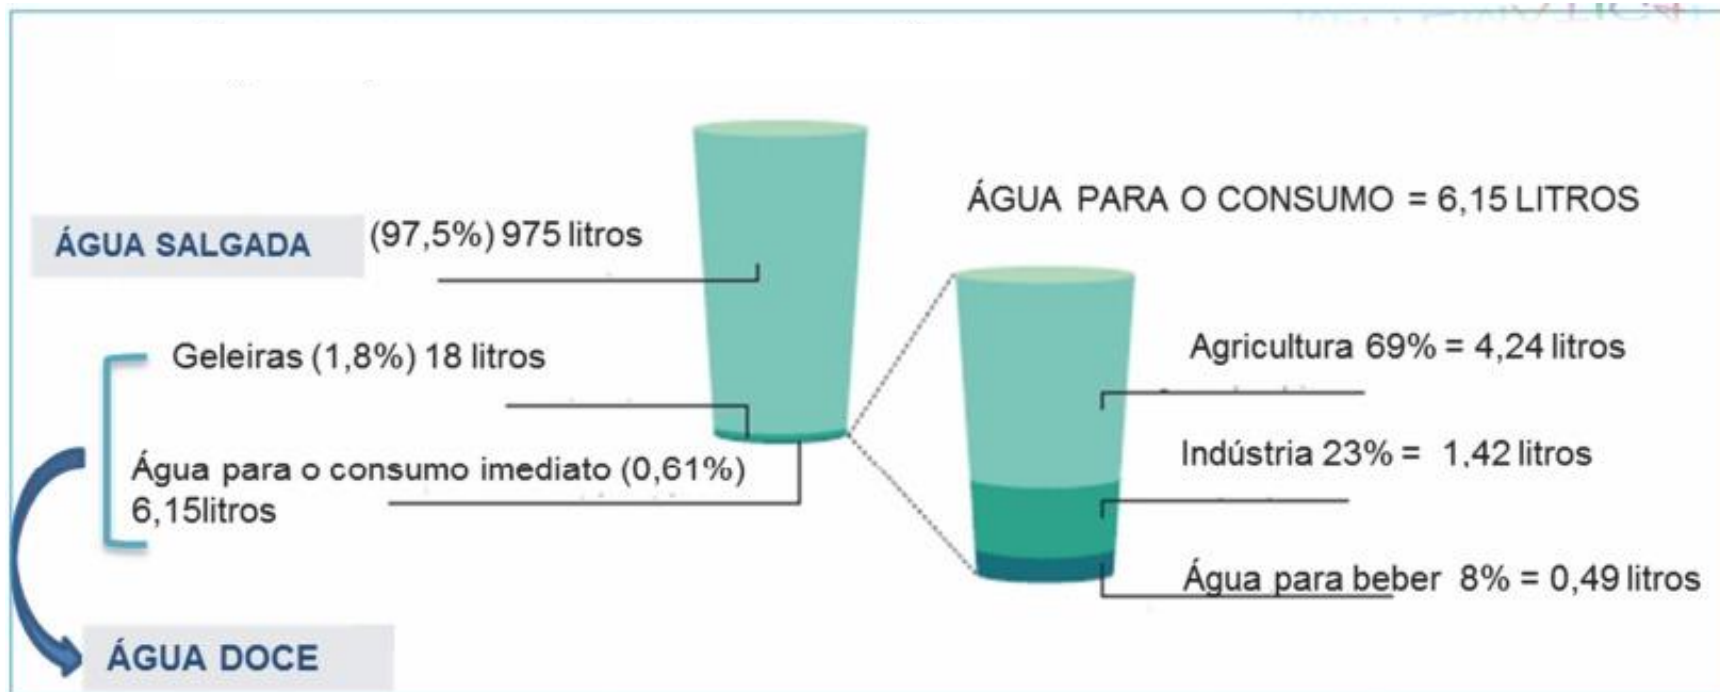 ÁGUA PARA O CONSUMO = 6,15 LITROS
ÁGUA SALGADA (97,5%) 975 litros
Geleiras (1,8%) 18 litros
Água para o consumo imediato (0,61%)
6,15litros
ÁGUA DOCE
Agricultura 69% = 4,24 litros
Indústria 23% = 1,42 litros
Água para beber 8% = 0,49 litros